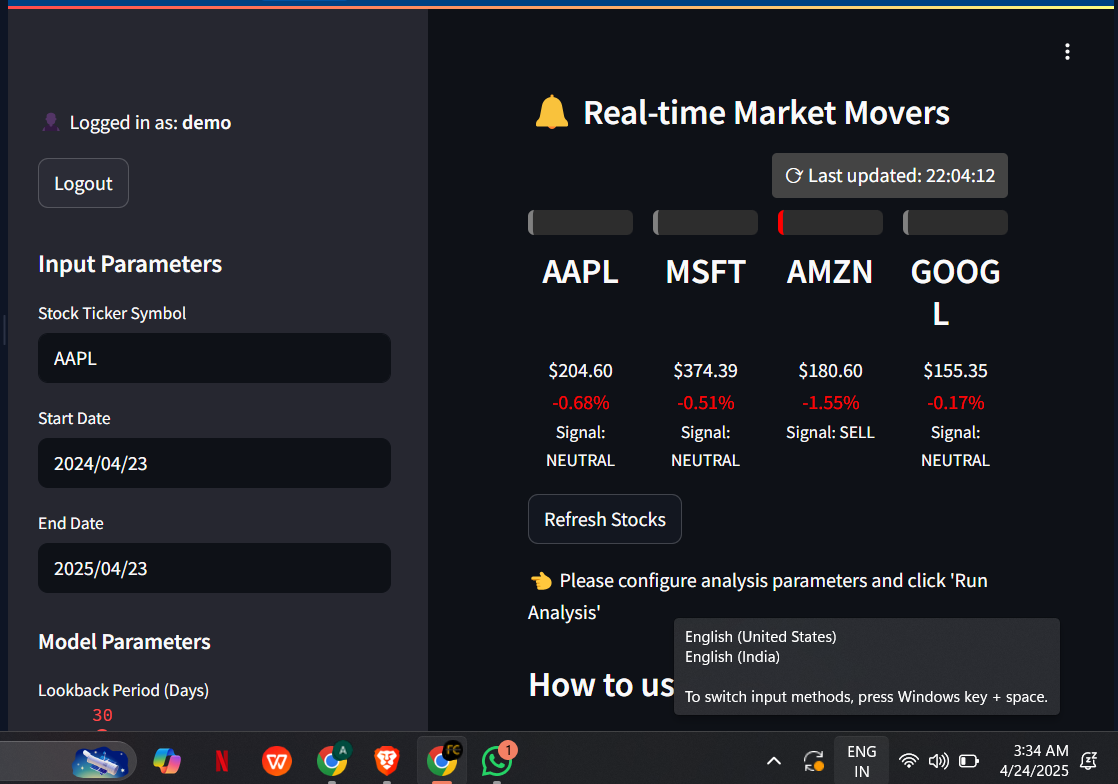 Logged in as: demo
Logout
Input Parameters
Stock Ticker Symbol
AAPL
Start Date
2024/04/23
End Date
2025/04/23
Model Parameters
Lookback Period (Days)
30
Real-time Market Movers
Last updated: 22:04:12
AAPL
$204.60
-0.68%
Signal:
NEUTRAL
MSFT
$374.39
-0.51%
Signal:
NEUTRAL
AMZN
$180.60
-1.55%
Signal: SELL
GOOG
L
$155.35
-0.17%
Signal:
NEUTRAL
Refresh Stocks
Please configure analysis parameters and click 'Run
Analysis'
How to us
English (United States)
English (India)
To switch input methods, press Windows key + space.
N
W
A
1
ENG
IN
3:34 AM
4/24/2025